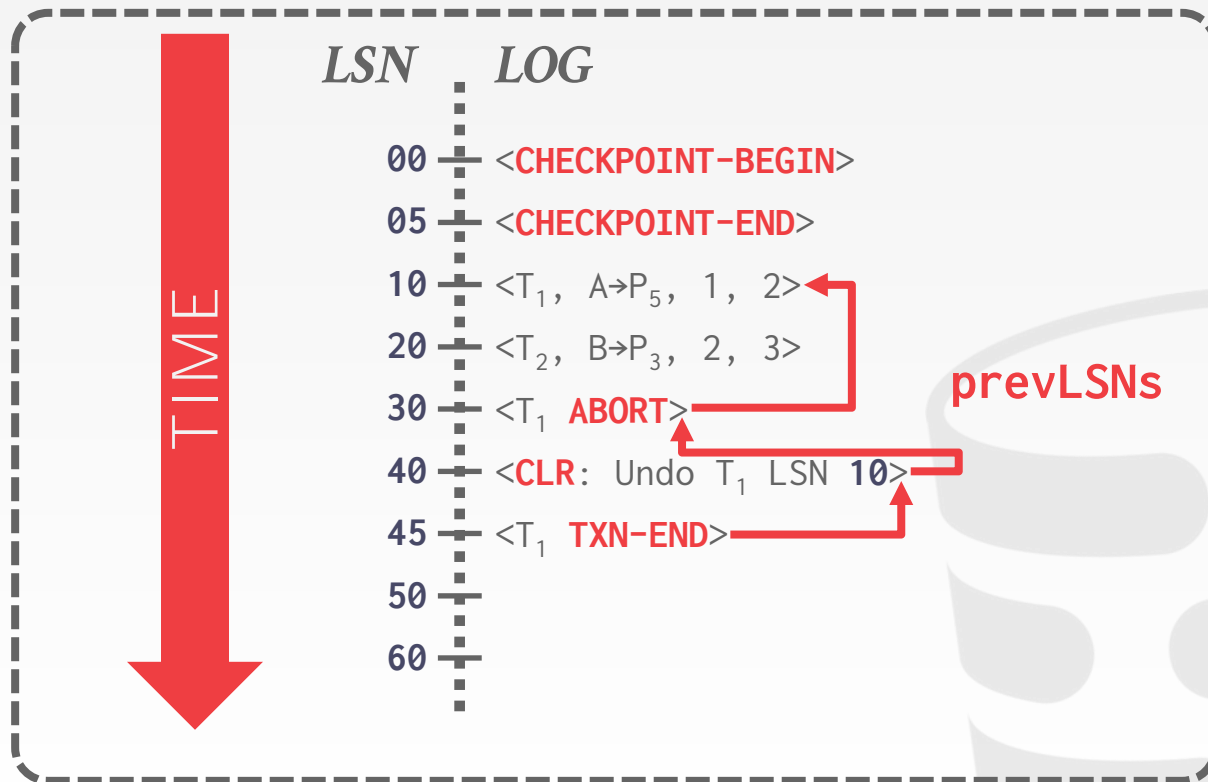 LSN LOG
00 <CHECKPOINT-BEGIN>
05 <CHECKPOINT-END>
10 <T₁, A→P₅, 1, 2>
20 <T₂, B→P₃, 2, 3>
prevLSNs
30 <T₁ ABORT>
40 <CLR: Undo T₁ LSN 10>
45 <T₁ TXN-END>
50
60
TIME